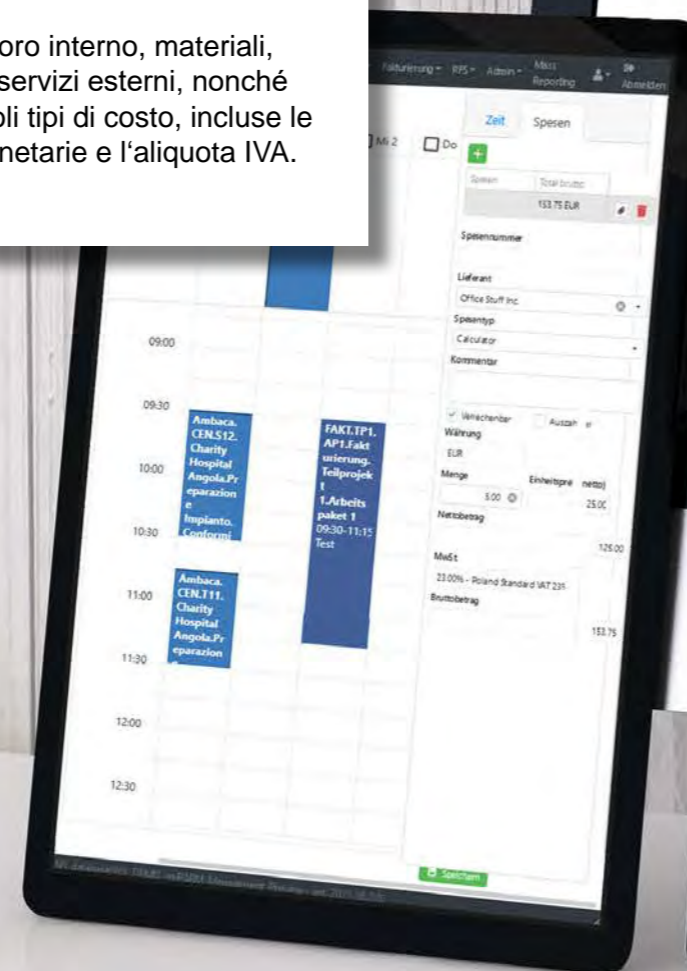 oro interno, materiali,
servizi esterni, nonché
oli tipi di costo, incluse le
netarie e l'aliquota IVA.
Fakturierung
RPS
Admin
Mass
Reporting
Abmelden
Mi 2
Do
Zeit
Spesen
Spesen
Total brutto
153.75 EUR
Spesennummer
Lieferant
Office Stuff Inc.
Spesentyp
Calculator
Kommentar
Verrechenbar
Währung
EUR
Menge
Einheitspre netto)
5.00
25.00
Nettobetrag
125.00
MwSt
23.00% - Poland Standard VAT 23%
Bruttobetrag
153.75
09:00
09:30
10:00
10:30
11:00
11:30
12:00
12:30
Ambaca.
CEN.S12.
Charity
Hospital
Angola.Pr
eparazion
e
Impianto.
Conformi
Ambaca.
CEN.T11.
Charity
Hospital
Angola.Pr
eparazion
FAKT.TP1.
AP1.Fakt
urierung.
Teilprojek
t
1.Arbeits
paket 1
09:30-11:15
Test
Speichern